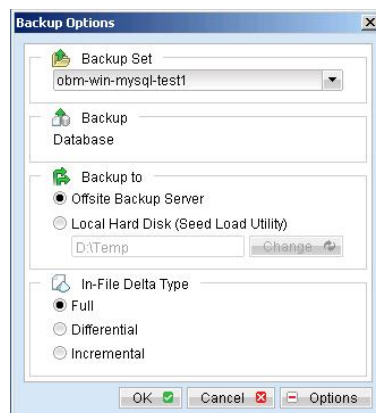 Backup Options
Backup Set
obm-win-mysql-test1
Backup
Database
Backup to
Offsite Backup Server
Local Hard Disk (Seed Load Utility)
D:\Temp Change
In-File Delta Type
Full
Differential
Incremental
OK Cancel Options